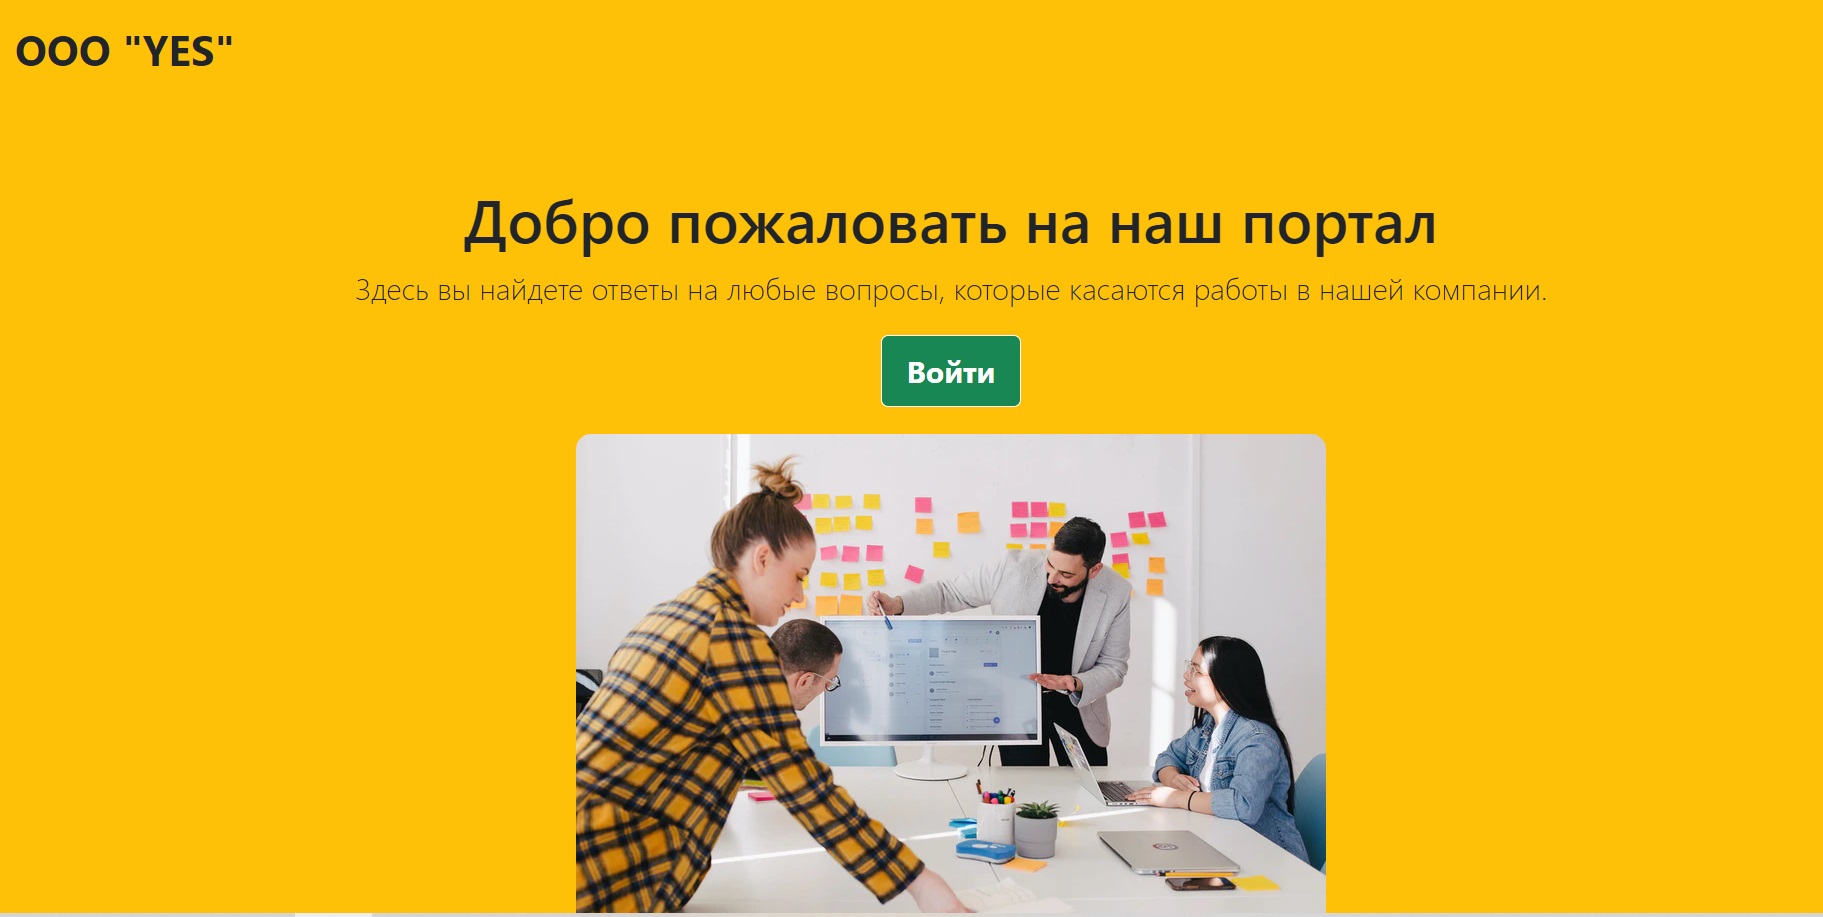 ООО "YES"
Добро пожаловать на наш портал
Здесь вы найдете ответы на любые вопросы, которые касаются работы в нашей компании.
Войти